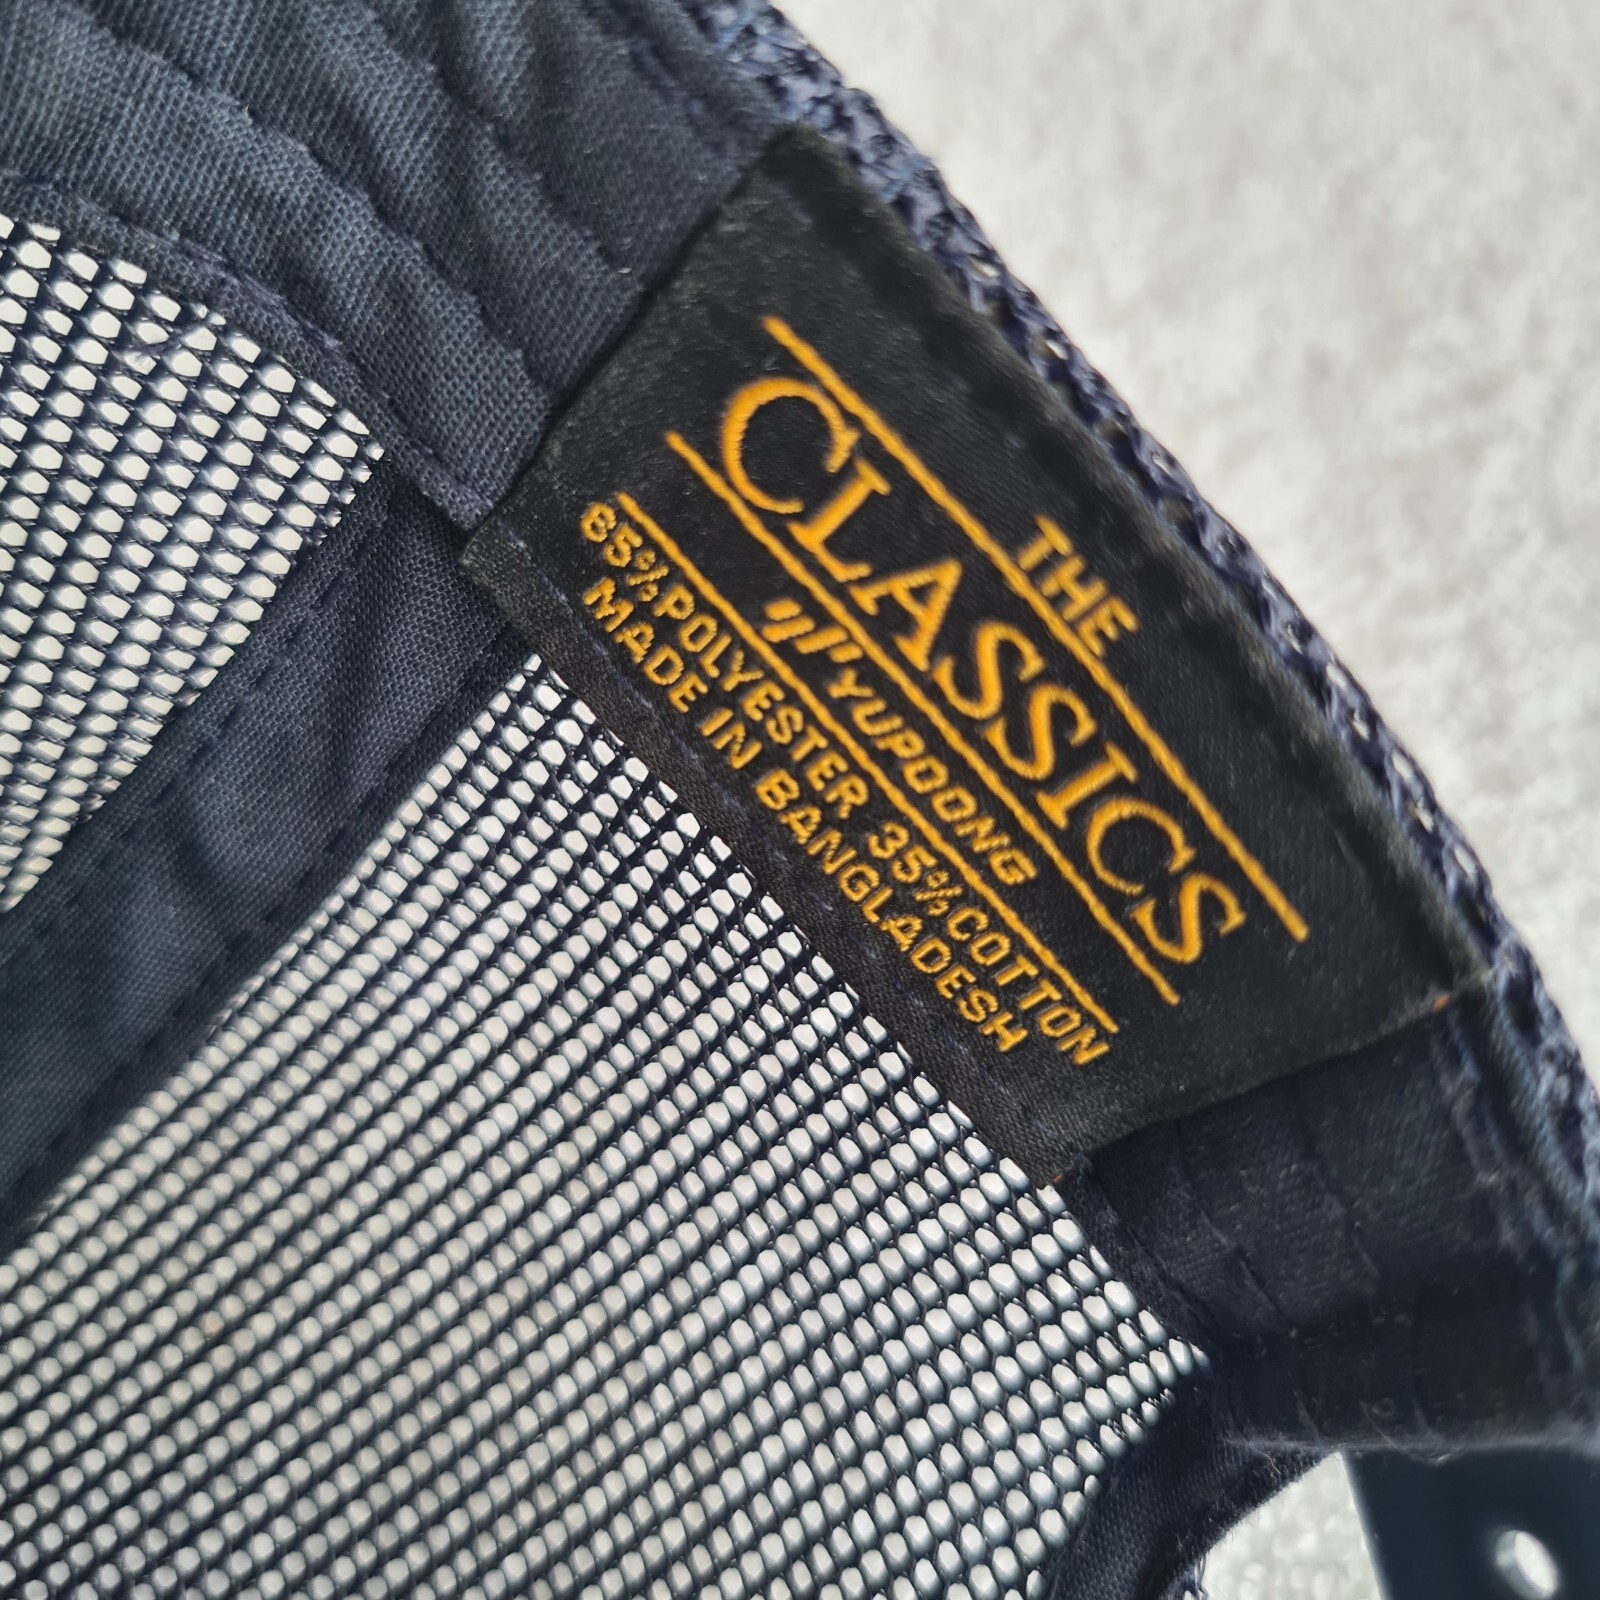 THE
CLASSICS
YUPOONG
65% POLYESTER 35% COTTON
MADE IN BANGLADESH